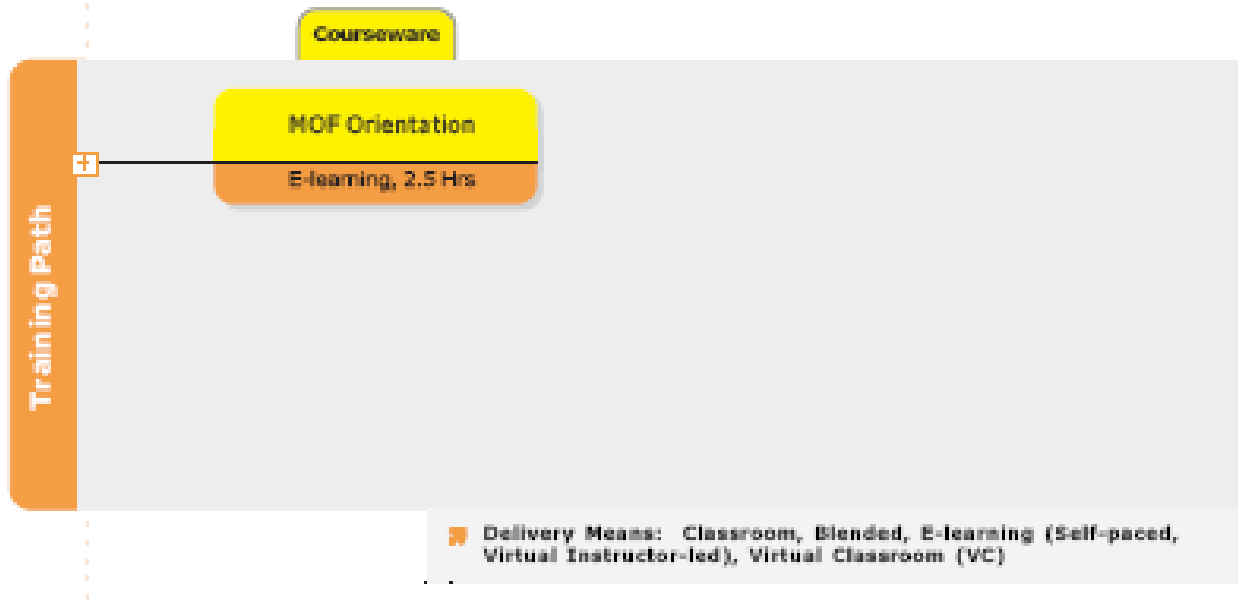 Courseware
MOF Orientation
E-learning, 2.5 Hrs
Training Path
Delivery Means: Classroom, Blended, E-learning (Self-paced,
Virtual Instructor-led), Virtual Classroom (VC)